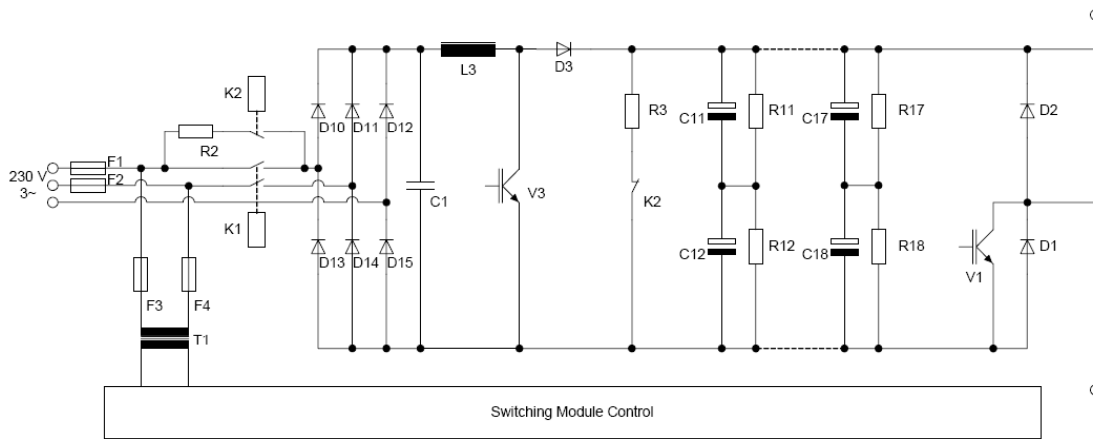 L3
D3
K2
R3
C11
R11
C17
R17
D2
D10
D11
D12
R2
F1
230 V
F2
3~
K2
C1
V3
K1
C12
R12
C18
R18
D1
V1
D13
D14
D15
F3
F4
T1
Switching Module Control